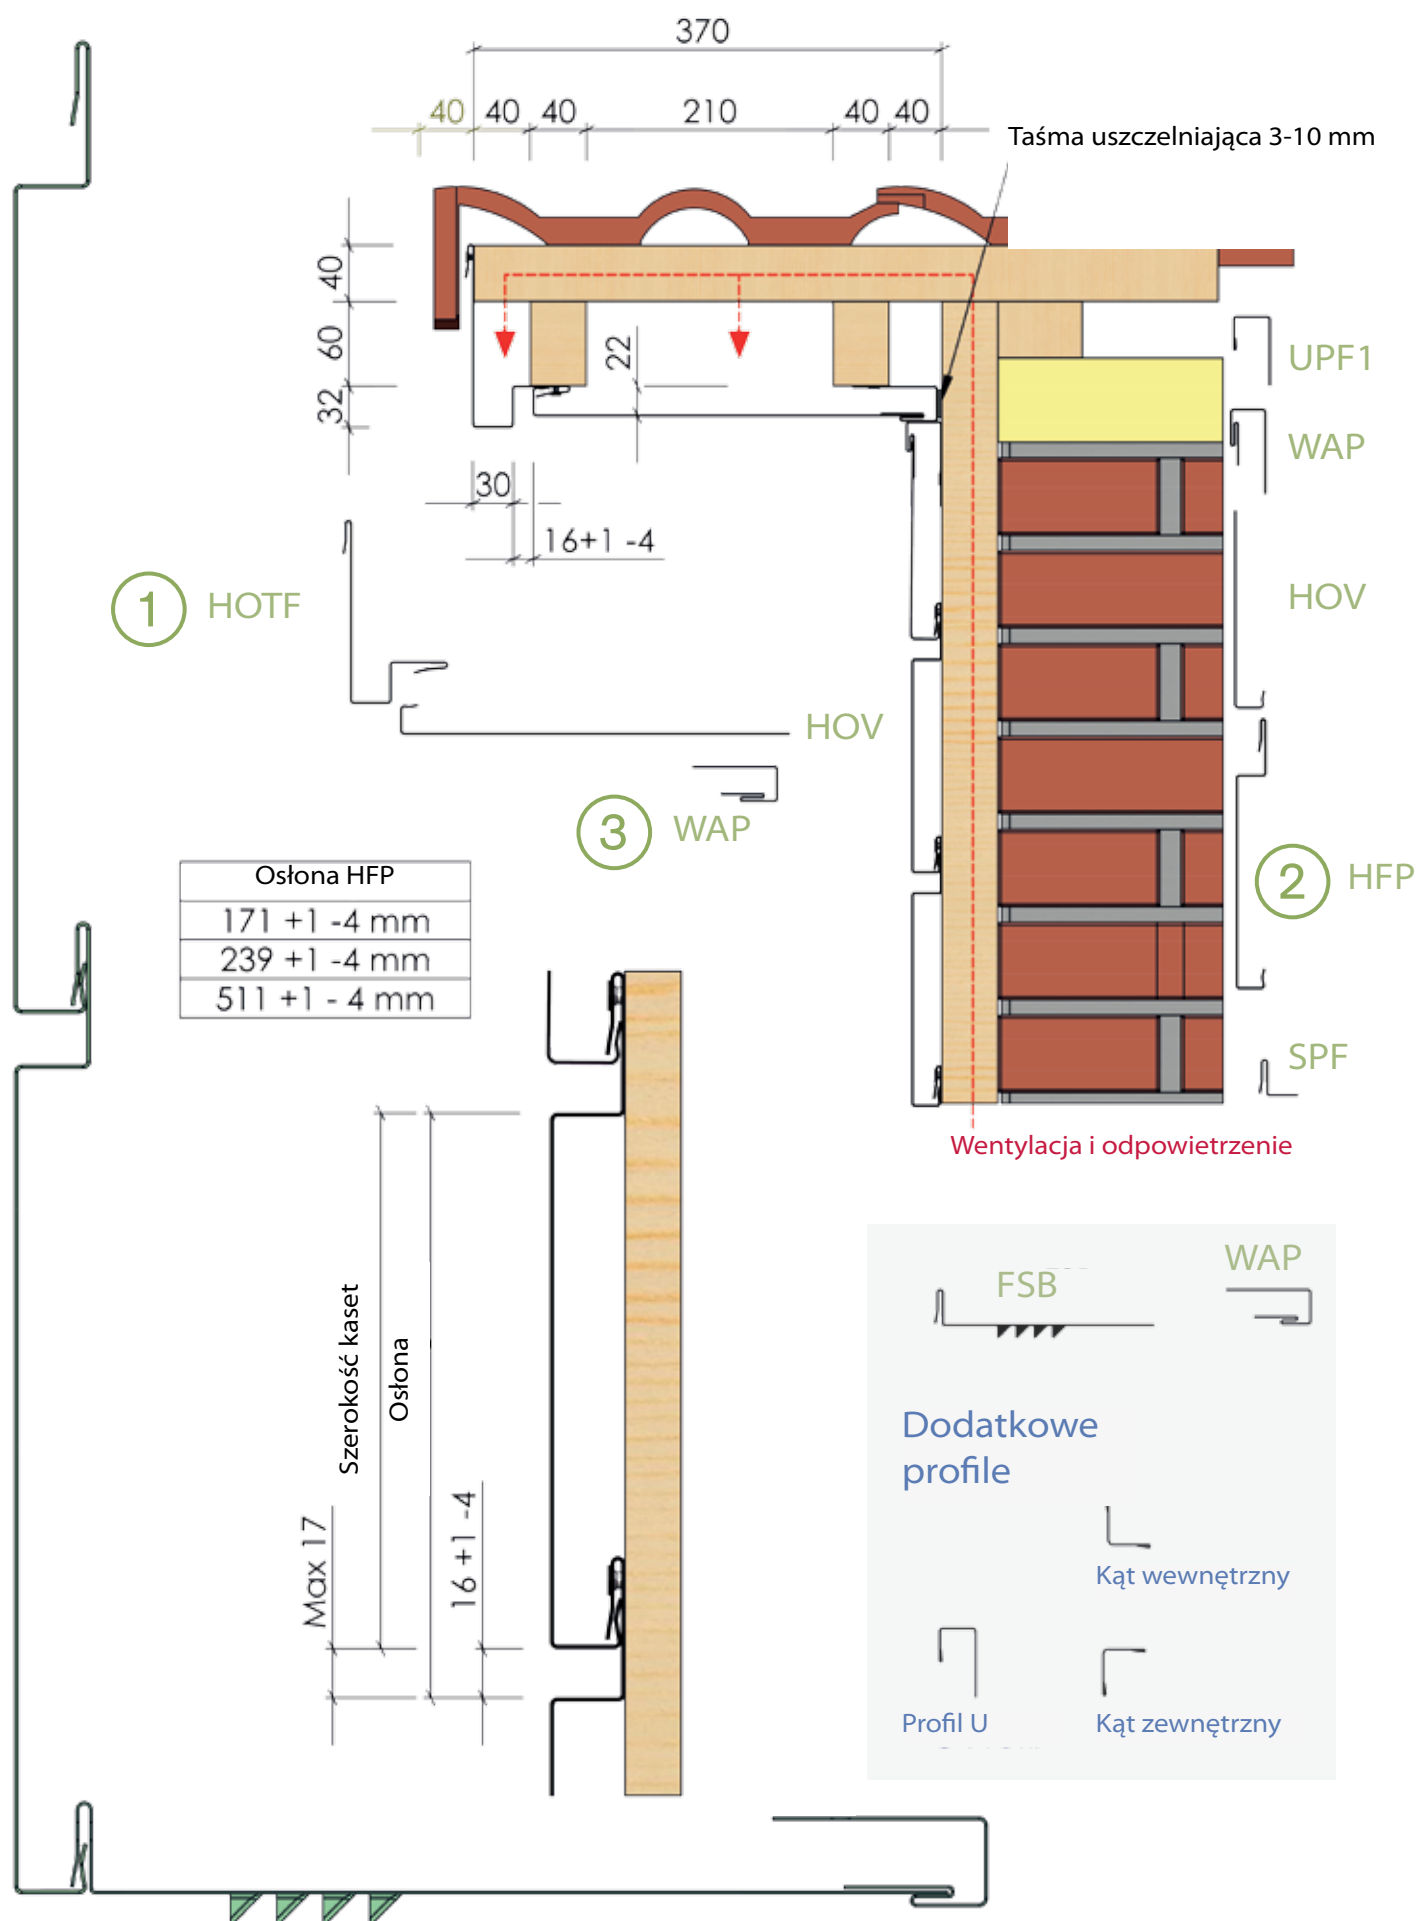 370
40 40 40 210 40 40
Taśma uszczelniająca 3-10 mm
40
60
32
22
30
16+1 -4
UPF1
WAP
HOV
1 HOTF
HOV
3 WAP
2 HFP
SPF
Osłona HFP
171 +1 -4 mm
239 +1 -4 mm
511 +1 - 4 mm
Wentylacja i odpowietrzenie
Szerokość kaset
Osłona
Max 17
16 +1 -4
FSB
WAP
Dodatkowe
profile
Kąt wewnętrzny
Profil U
Kąt zewnętrzny